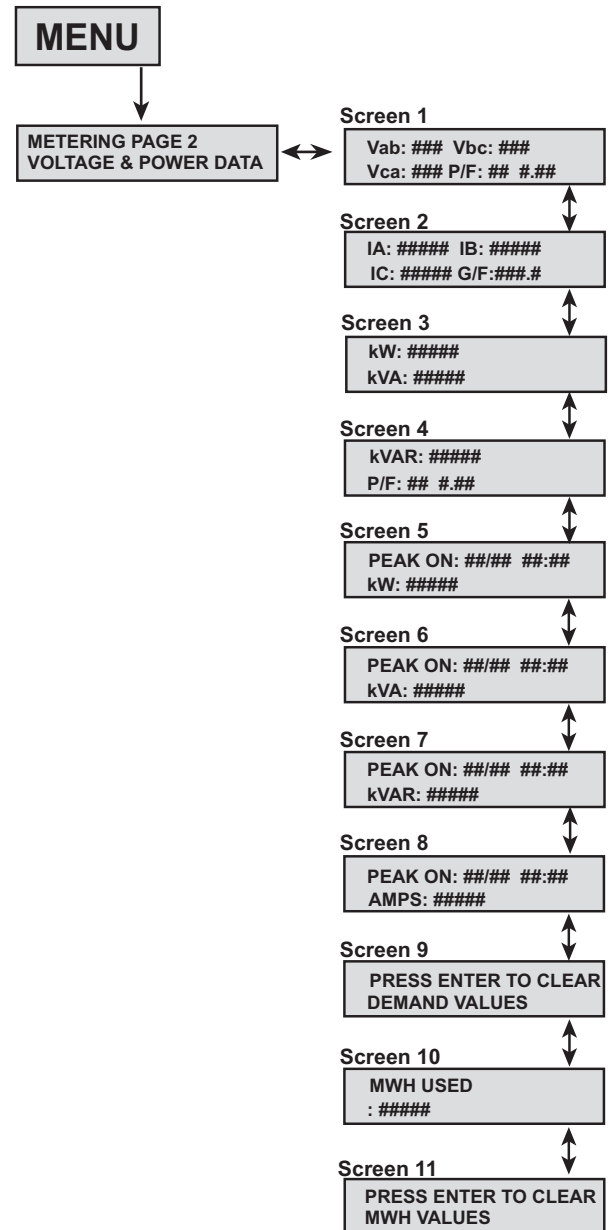 MENU
METERING PAGE 2
VOLTAGE & POWER DATA
Screen 1
Vab: ### Vbc: ###
Vca: ### P/F: ## #.##
Screen 2
IA: ##### IB: #####
IC: ##### G/F:###.#
Screen 3
kW: #####
kVA: #####
Screen 4
kVAR: #####
P/F: ## #.##
Screen 5
PEAK ON: ##/## ##:##
kW: #####
Screen 6
PEAK ON: ##/## ##:##
kVA: #####
Screen 7
PEAK ON: ##/## ##:##
kVAR: #####
Screen 8
PEAK ON: ##/## ##:##
AMPS: #####
Screen 9
PRESS ENTER TO CLEAR
DEMAND VALUES
Screen 10
MWH USED
: #####
Screen 11
PRESS ENTER TO CLEAR
MWH VALUES